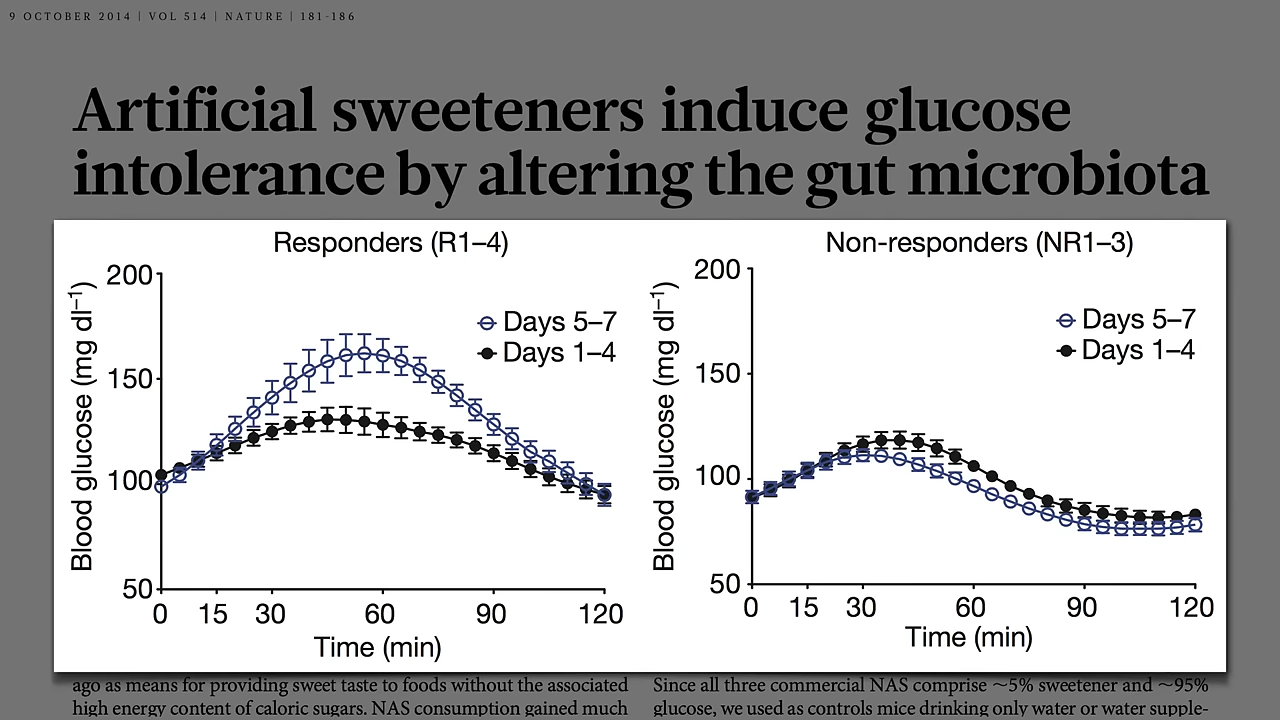 9 OCTOBER 2014 | VOL 514 | NATURE | 181-186
Artificial sweeteners induce glucose
intolerance by altering the gut microbiota
Responders (R1–4)
200
150
100
50
Blood glucose (mg dl⁻¹)
Days 5–7
Days 1–4
0 15 30 60 90 120
Time (min)
Non-responders (NR1–3)
200
150
100
50
Blood glucose (mg dl⁻¹)
Days 5–7
Days 1–4
0 15 30 60 90 120
Time (min)
ago as means for providing sweet taste to foods without the associated
high energy content of caloric sugars. NAS consumption gained much
Since all three commercial NAS comprise ~5% sweetener and ~95%
glucose, we used as controls mice drinking only water or water supple-